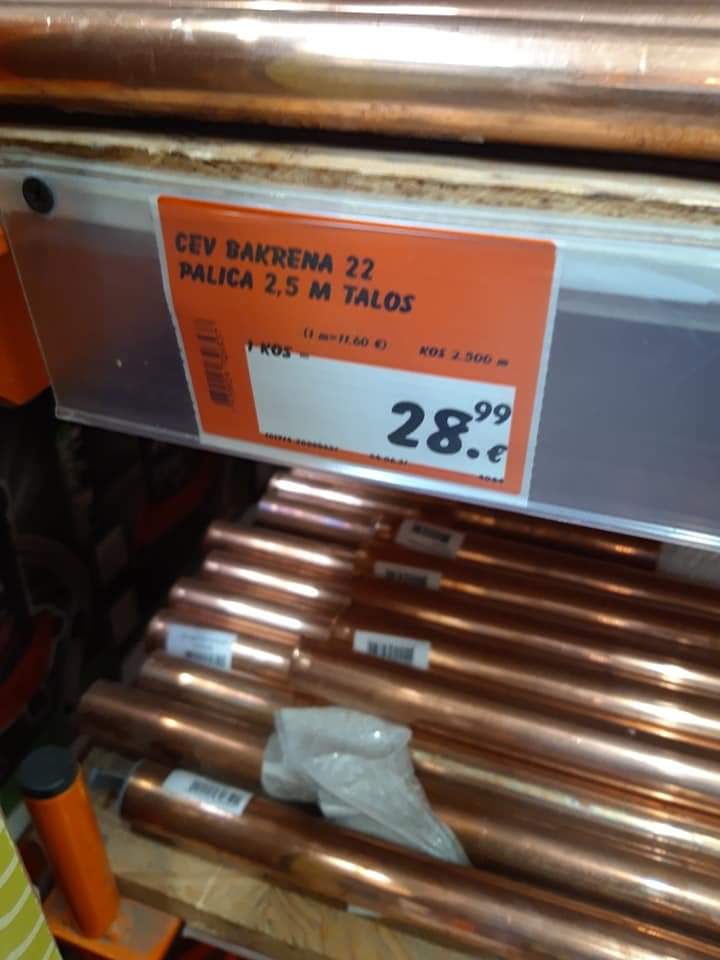 CEV BAKRENA 22
PALICA 2,5 M TALOS
(1 m=11.60 €) KOS 2.500 m
1 KOS
28.99 €